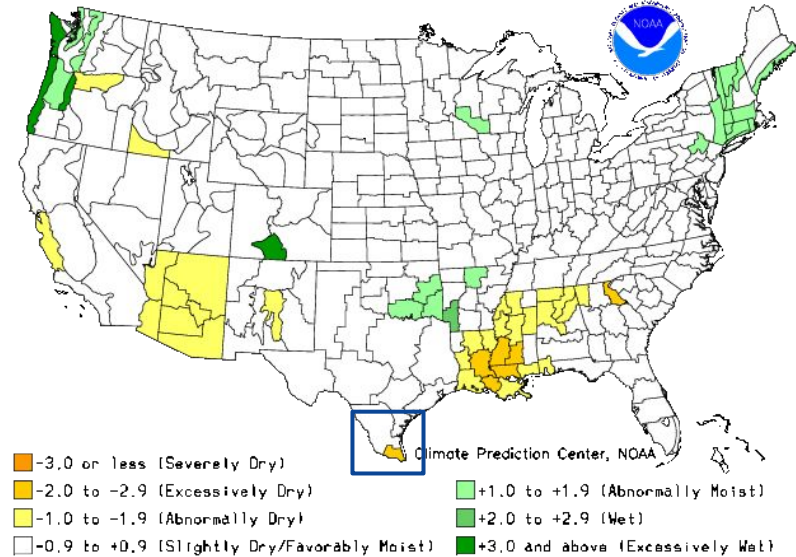 NOAA
Climate Prediction Center, NOAA
-3.0 or less (Severely Dry)
-2.0 to -2.9 (Excessively Dry)
-1.0 to -1.9 (Abnormally Dry)
-0.9 to +0.9 (Slightly Dry/Favorably Moist)
+1.0 to +1.9 (Abnormally Moist)
+2.0 to +2.9 (Wet)
+3.0 and above (Excessively Wet)